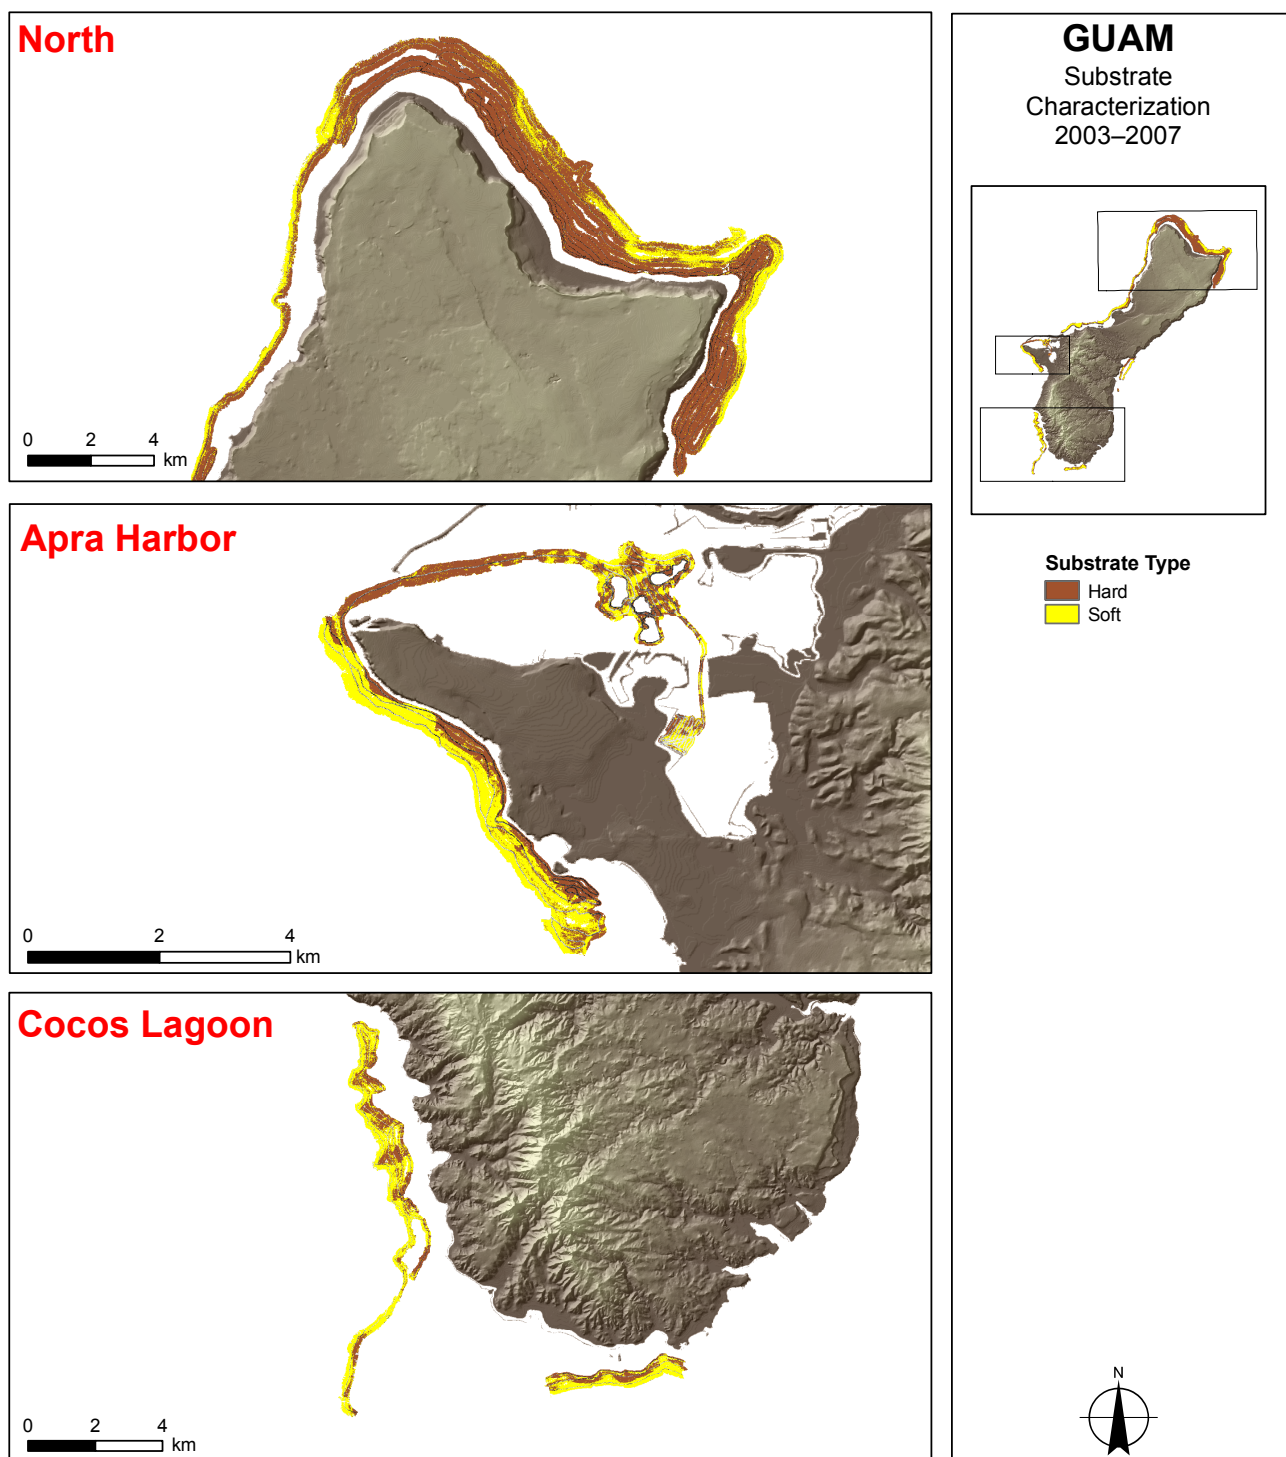 North
0 2 4
km
Apra Harbor
0 2 4
km
Cocos Lagoon
0 2 4
km
GUAM
Substrate
Characterization
2003–2007
Substrate Type
Hard
Soft
N